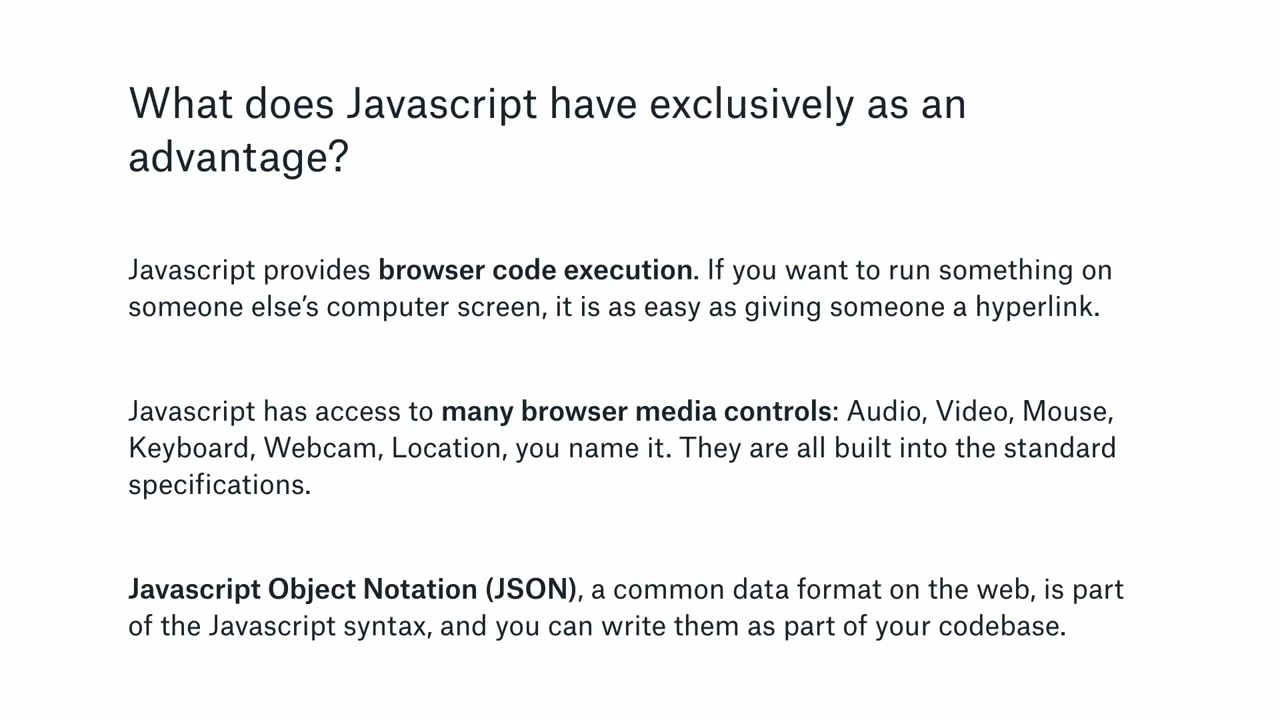 What does Javascript have exclusively as an
advantage?
Javascript provides browser code execution. If you want to run something on
someone else’s computer screen, it is as easy as giving someone a hyperlink.
Javascript has access to many browser media controls: Audio, Video, Mouse,
Keyboard, Webcam, Location, you name it. They are all built into the standard
specifications.
Javascript Object Notation (JSON), a common data format on the web, is part
of the Javascript syntax, and you can write them as part of your codebase.